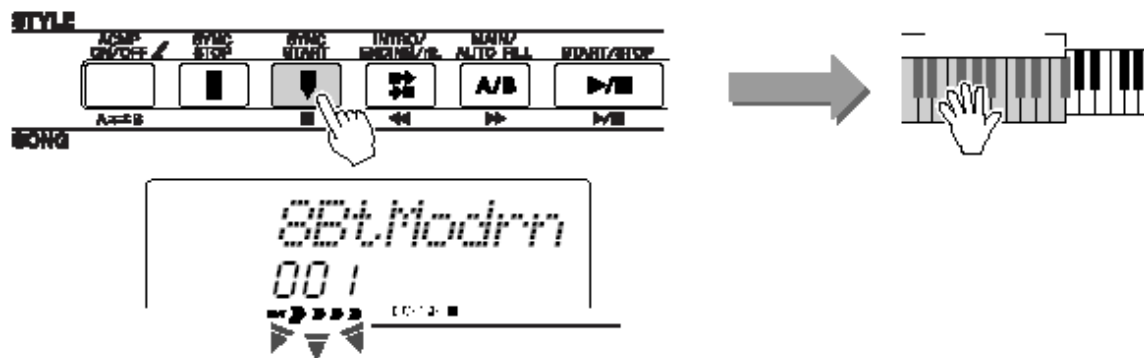 STYLE
ACMP ON/OFF
SYNC STOP
SYNC START
INTRO/ ENDING/rit.
MAIN/ AUTO FILL
START/STOP
A/B
A⇄B
SONG
8BtModrn
001